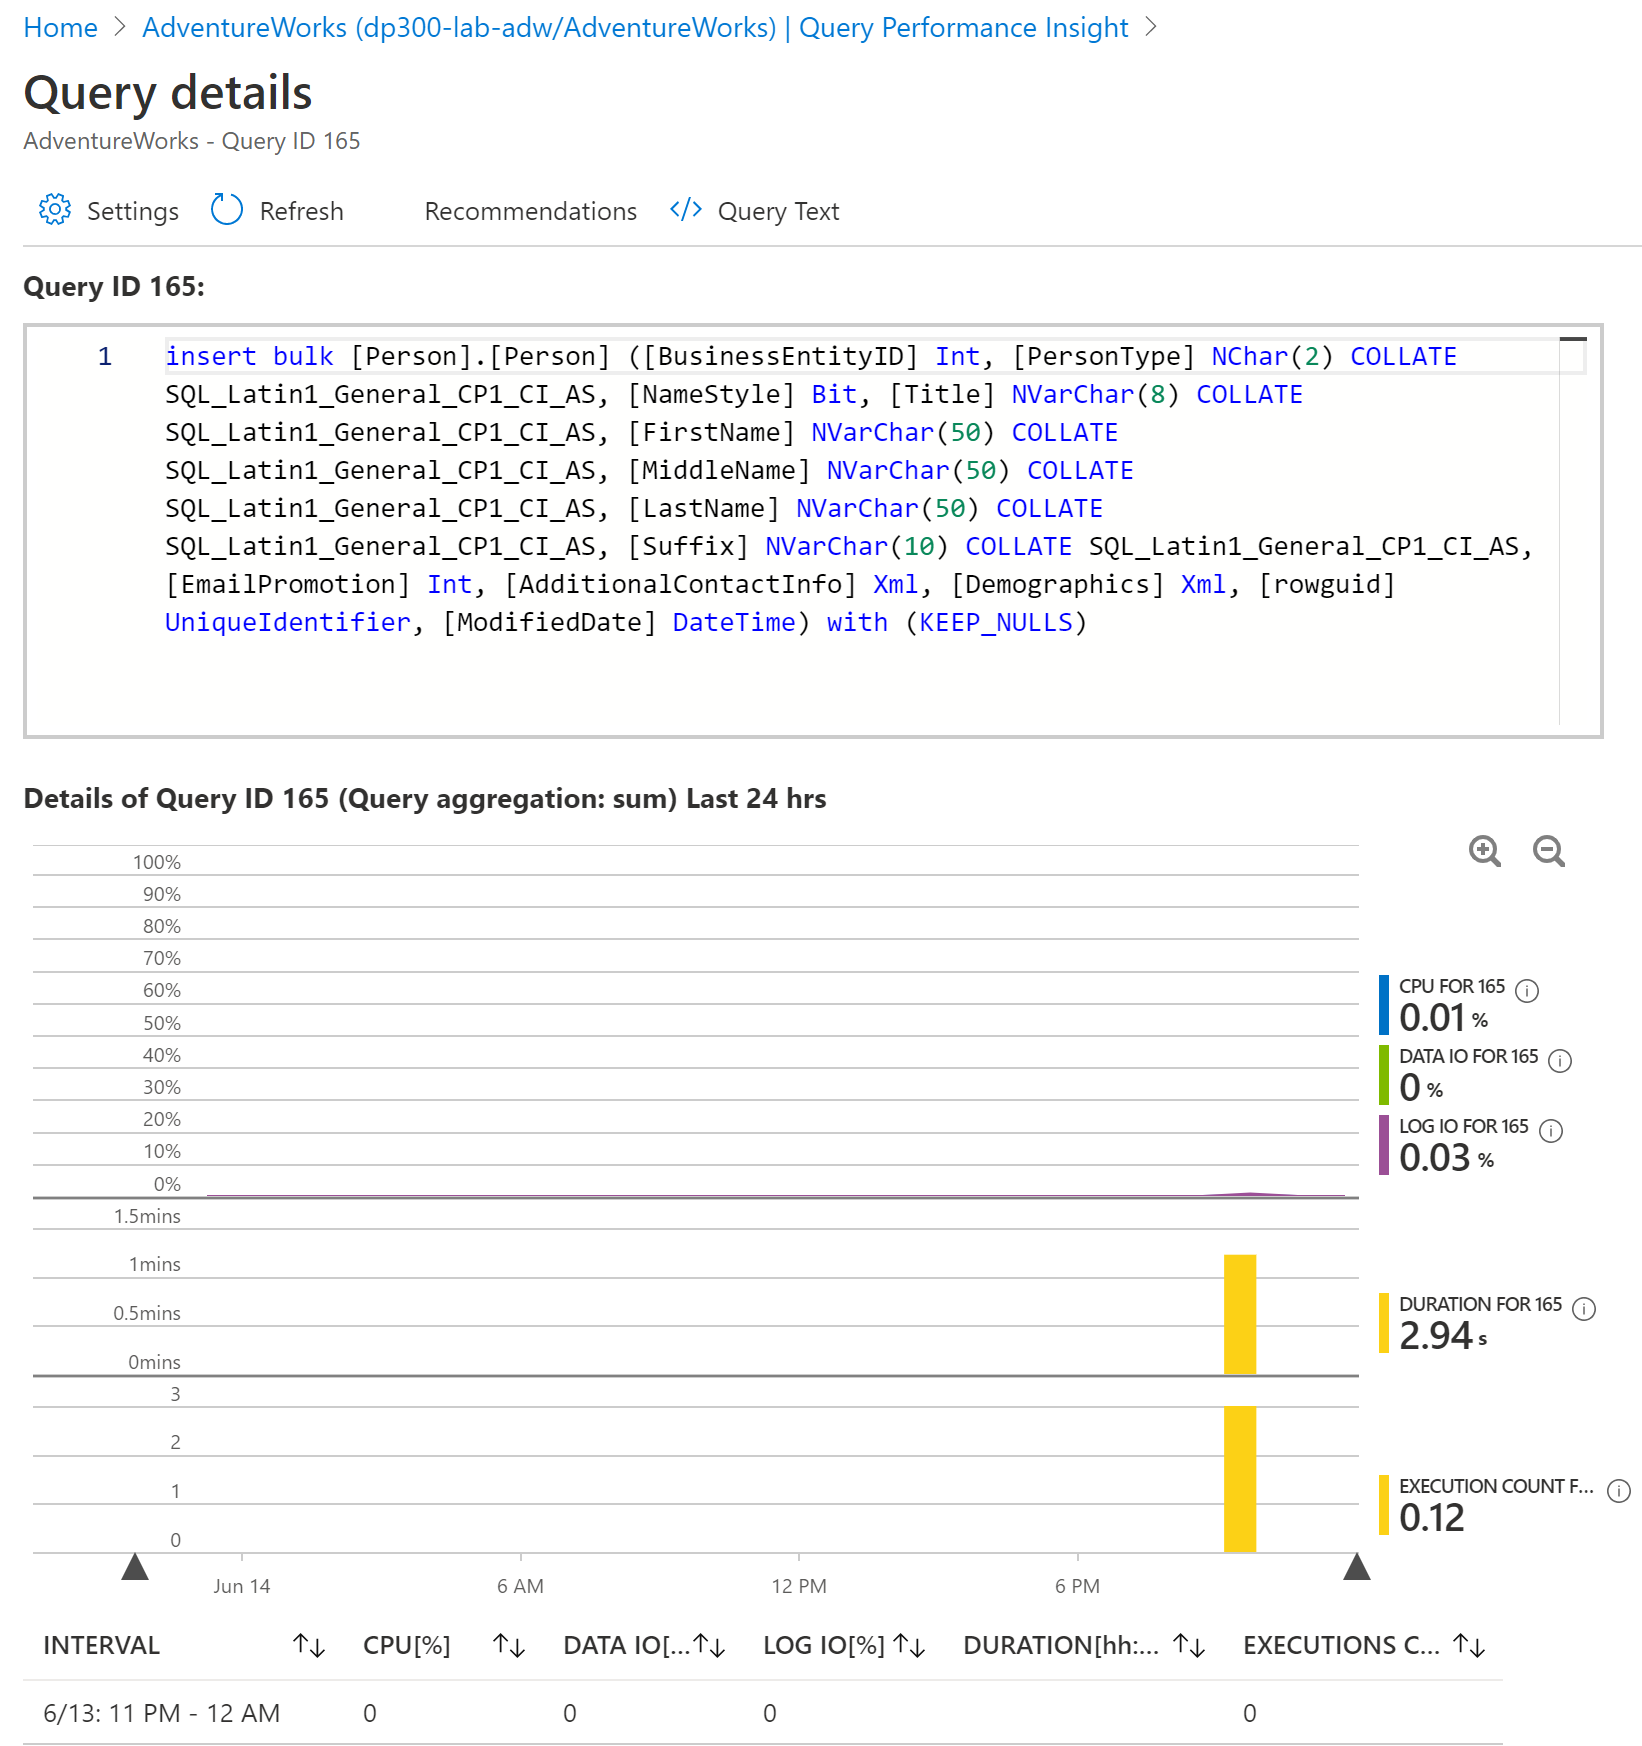 Home > AdventureWorks (dp300-lab-adw/AdventureWorks) | Query Performance Insight >
Query details
AdventureWorks - Query ID 165
Settings Refresh Recommendations </> Query Text
Query ID 165:
1 insert bulk [Person].[Person] ([BusinessEntityID] Int, [PersonType] NChar(2) COLLATE
SQL_Latin1_General_CP1_CI_AS, [NameStyle] Bit, [Title] NVarChar(8) COLLATE
SQL_Latin1_General_CP1_CI_AS, [FirstName] NVarChar(50) COLLATE
SQL_Latin1_General_CP1_CI_AS, [MiddleName] NVarChar(50) COLLATE
SQL_Latin1_General_CP1_CI_AS, [LastName] NVarChar(50) COLLATE
SQL_Latin1_General_CP1_CI_AS, [Suffix] NVarChar(10) COLLATE SQL_Latin1_General_CP1_CI_AS,
[EmailPromotion] Int, [AdditionalContactInfo] Xml, [Demographics] Xml, [rowguid]
UniqueIdentifier, [ModifiedDate] DateTime) with (KEEP_NULLS)
Details of Query ID 165 (Query aggregation: sum) Last 24 hrs
100%
90%
80%
70%
60%
50%
40%
30%
20%
10%
0%
CPU FOR 165
0.01 %
DATA IO FOR 165
0 %
LOG IO FOR 165
0.03 %
1.5mins
1mins
0.5mins
0mins
DURATION FOR 165
2.94 s
3
2
1
0
EXECUTION COUNT F...
0.12
Jun 14 6 AM 12 PM 6 PM
INTERVAL CPU[%] DATA IO[... LOG IO[%] DURATION[hh:... EXECUTIONS C...
6/13: 11 PM - 12 AM 0 0 0 0